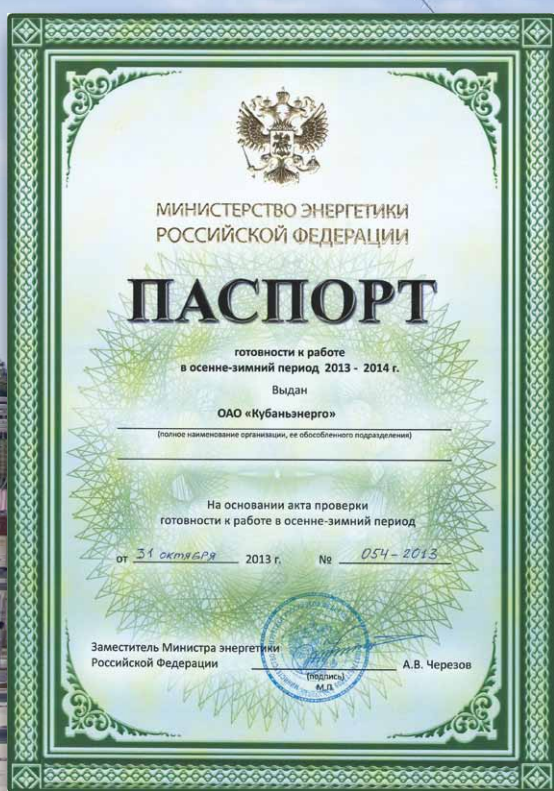 МИНИСТЕРСТВО ЭНЕРГЕТИКИ
РОССИЙСКОЙ ФЕДЕРАЦИИ
ПАСПОРТ
готовности к работе
в осенне-зимний период 2013 - 2014 г.
Выдан
ОАО «Кубаньэнерго»
(полное наименование организации, ее обособленного подразделения)
На основании акта проверки
готовности к работе в осенне-зимний период
от 31 октября 2013 г. № 054-2013
Заместитель Министра энергетики
Российской Федерации А.В. Черезов
(подпись)
М.П.